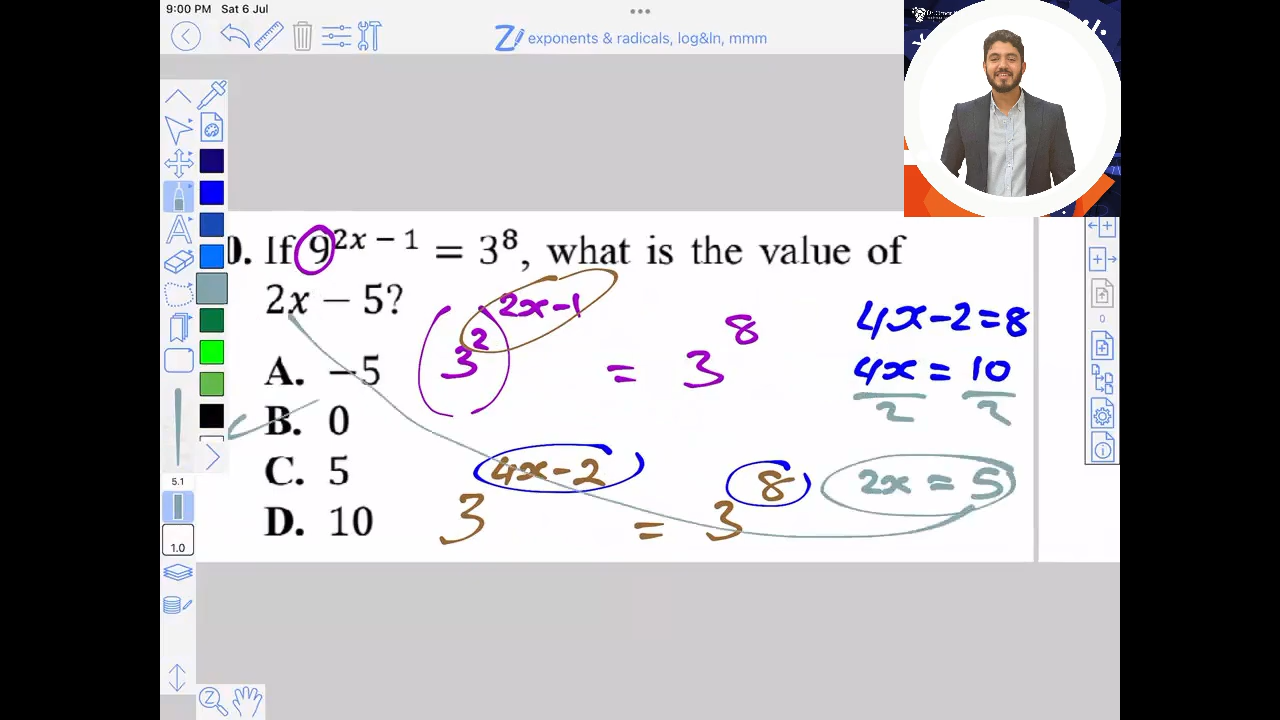 9:00 PM Sat 6 Jul
exponents & radicals, log&ln, mmm
0. If 9^{2x − 1} = 3^8, what is the value of
2x − 5?
A. −5
B. 0
C. 5
D. 10
(3^2)^{2x-1} = 3^8
3^{4x-2} = 3^8
4x-2=8
4x = 10
2 2
2x = 5
5.1
1.0
0